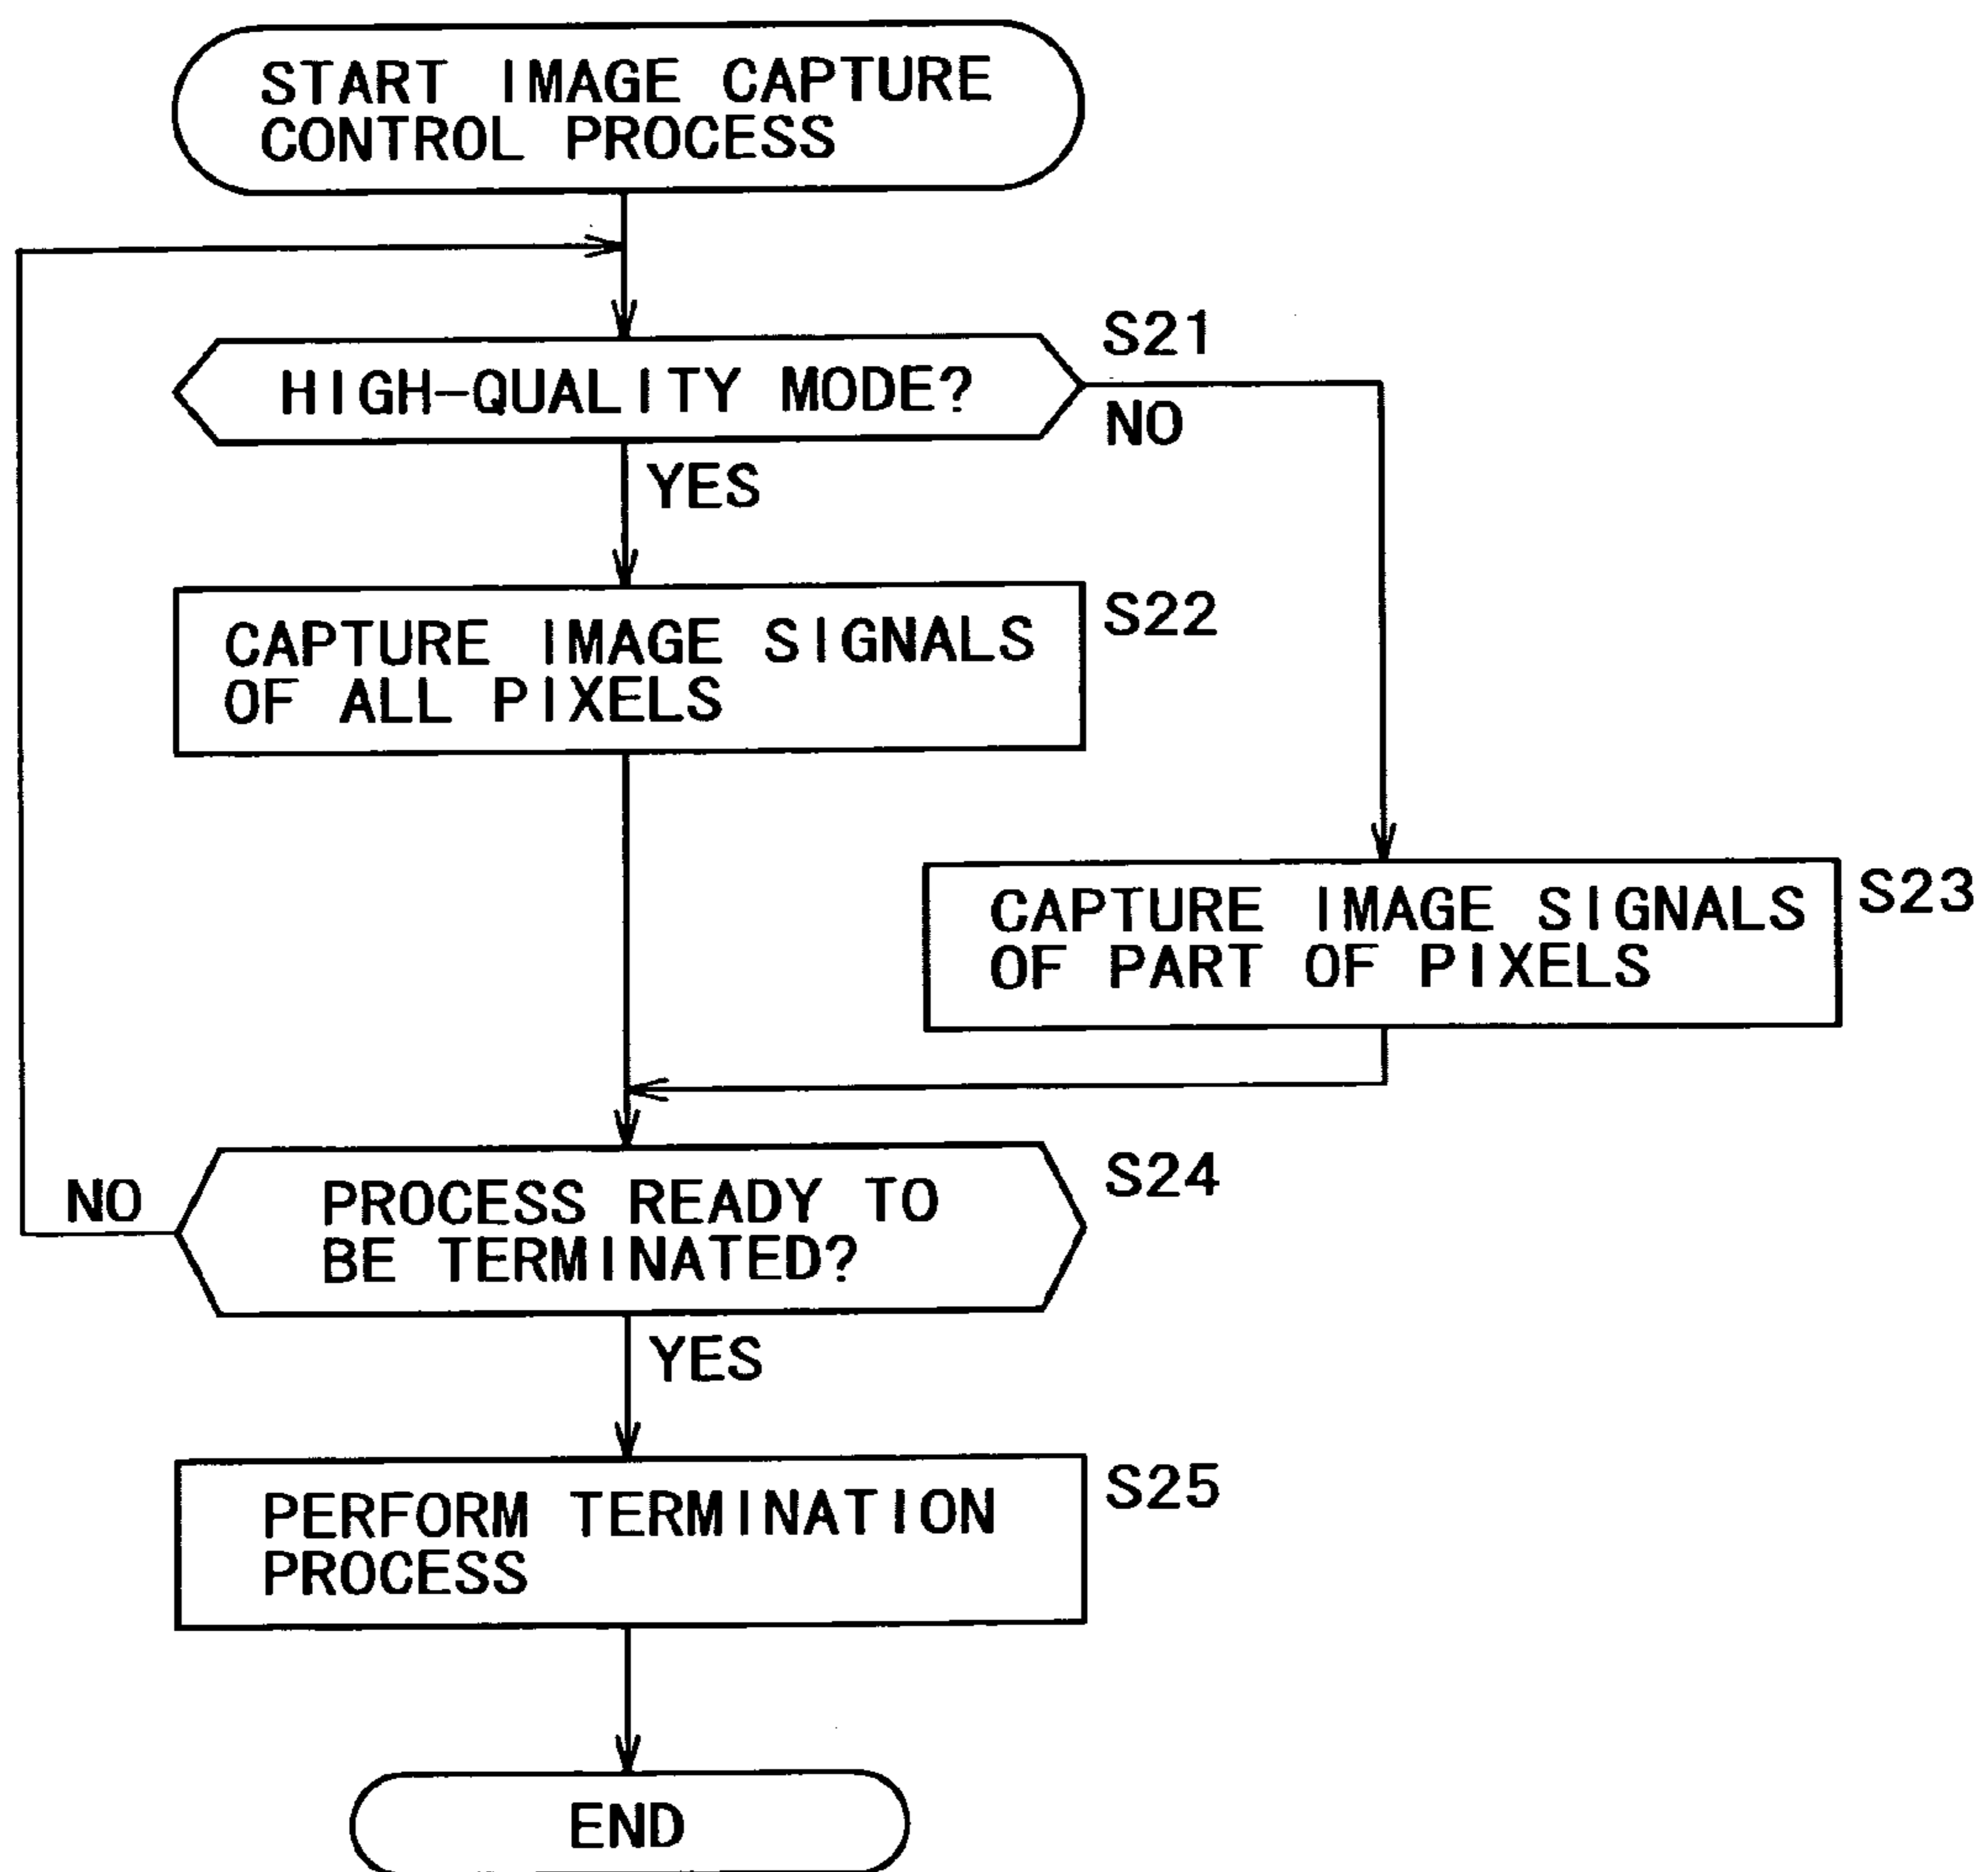 START IMAGE CAPTURE
CONTROL PROCESS
S21
HIGH-QUALITY MODE?
NO
YES
S22
CAPTURE IMAGE SIGNALS
OF ALL PIXELS
S23
CAPTURE IMAGE SIGNALS
OF PART OF PIXELS
S24
NO
PROCESS READY TO
BE TERMINATED?
YES
S25
PERFORM TERMINATION
PROCESS
END